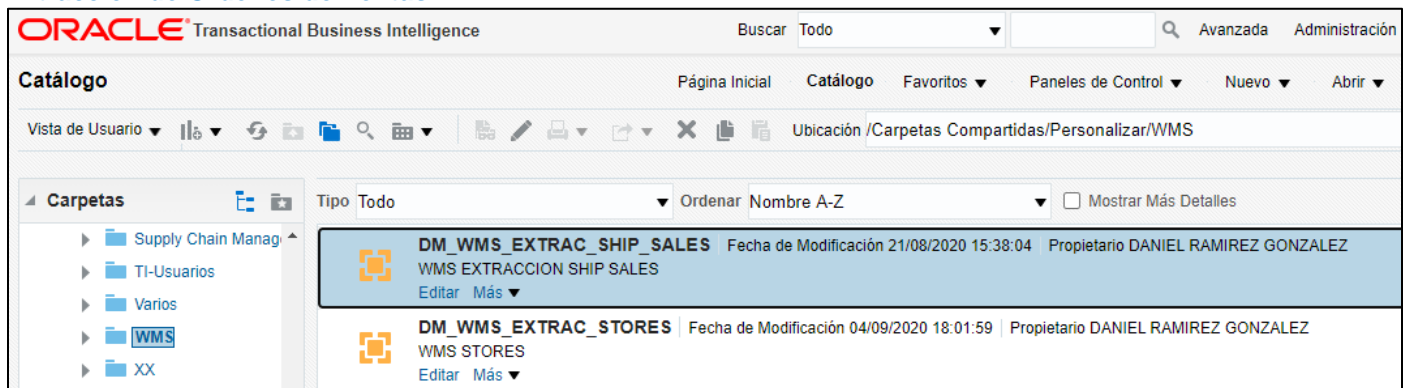 ORACLE Transactional Business Intelligence Buscar Todo Avanzada Administración
Catálogo Página Inicial Catálogo Favoritos Paneles de Control Nuevo Abrir
Vista de Usuario Ubicación /Carpetas Compartidas/Personalizar/WMS
Carpetas Tipo Todo Ordenar Nombre A-Z Mostrar Más Detalles
Supply Chain Manag
TI-Usuarios
Varios
WMS
XX
DM_WMS_EXTRAC_SHIP_SALES Fecha de Modificación 21/08/2020 15:38:04 Propietario DANIEL RAMIREZ GONZALEZ
WMS EXTRACCION SHIP SALES
Editar Más
DM_WMS_EXTRAC_STORES Fecha de Modificación 04/09/2020 18:01:59 Propietario DANIEL RAMIREZ GONZALEZ
WMS STORES
Editar Más